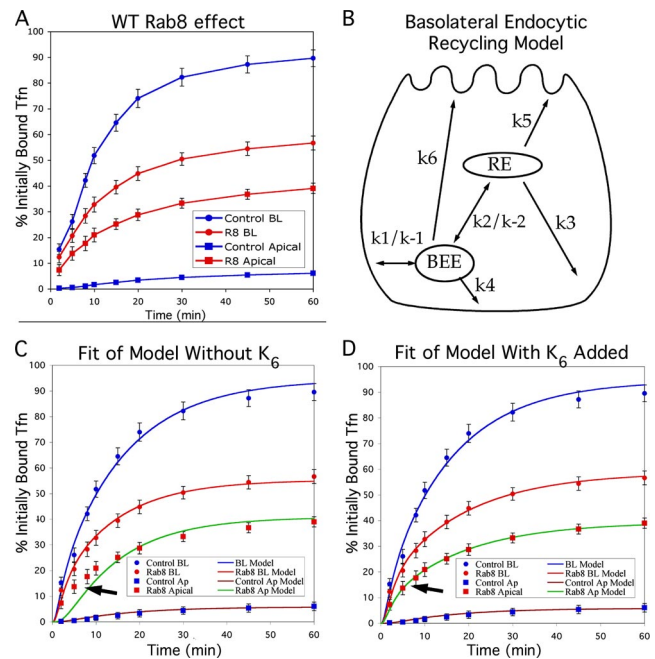 A
WT Rab8 effect
% Initially Bound Tfn
100
90
80
70
60
50
40
30
20
10
0
0 10 20 30 40 50 60
Time (min)
Control BL
R8 BL
Control Apical
R8 Apical
B
Basolateral Endocytic
Recycling Model
k5
k6
RE
k2/k-2
k3
k1/k-1
BEE
k4
C
Fit of Model Without K6
% Initially Bound Tfn
100
90
80
70
60
50
40
30
20
10
0
0 10 20 30 40 50 60
Time (min)
Control BL BL Model
Rab8 BL Rab8 BL Model
Control Ap Control Ap Model
Rab8 Apical Rab8 Ap Model
D
Fit of Model With K6 Added
% Initially Bound Tfn
100
90
80
70
60
50
40
30
20
10
0
0 10 20 30 40 50 60
Time (min)
Control BL BL Model
Rab8 BL Rab8 BL Model
Control Ap Control Ap Model
Rab8 Apical Rab8 Ap Model